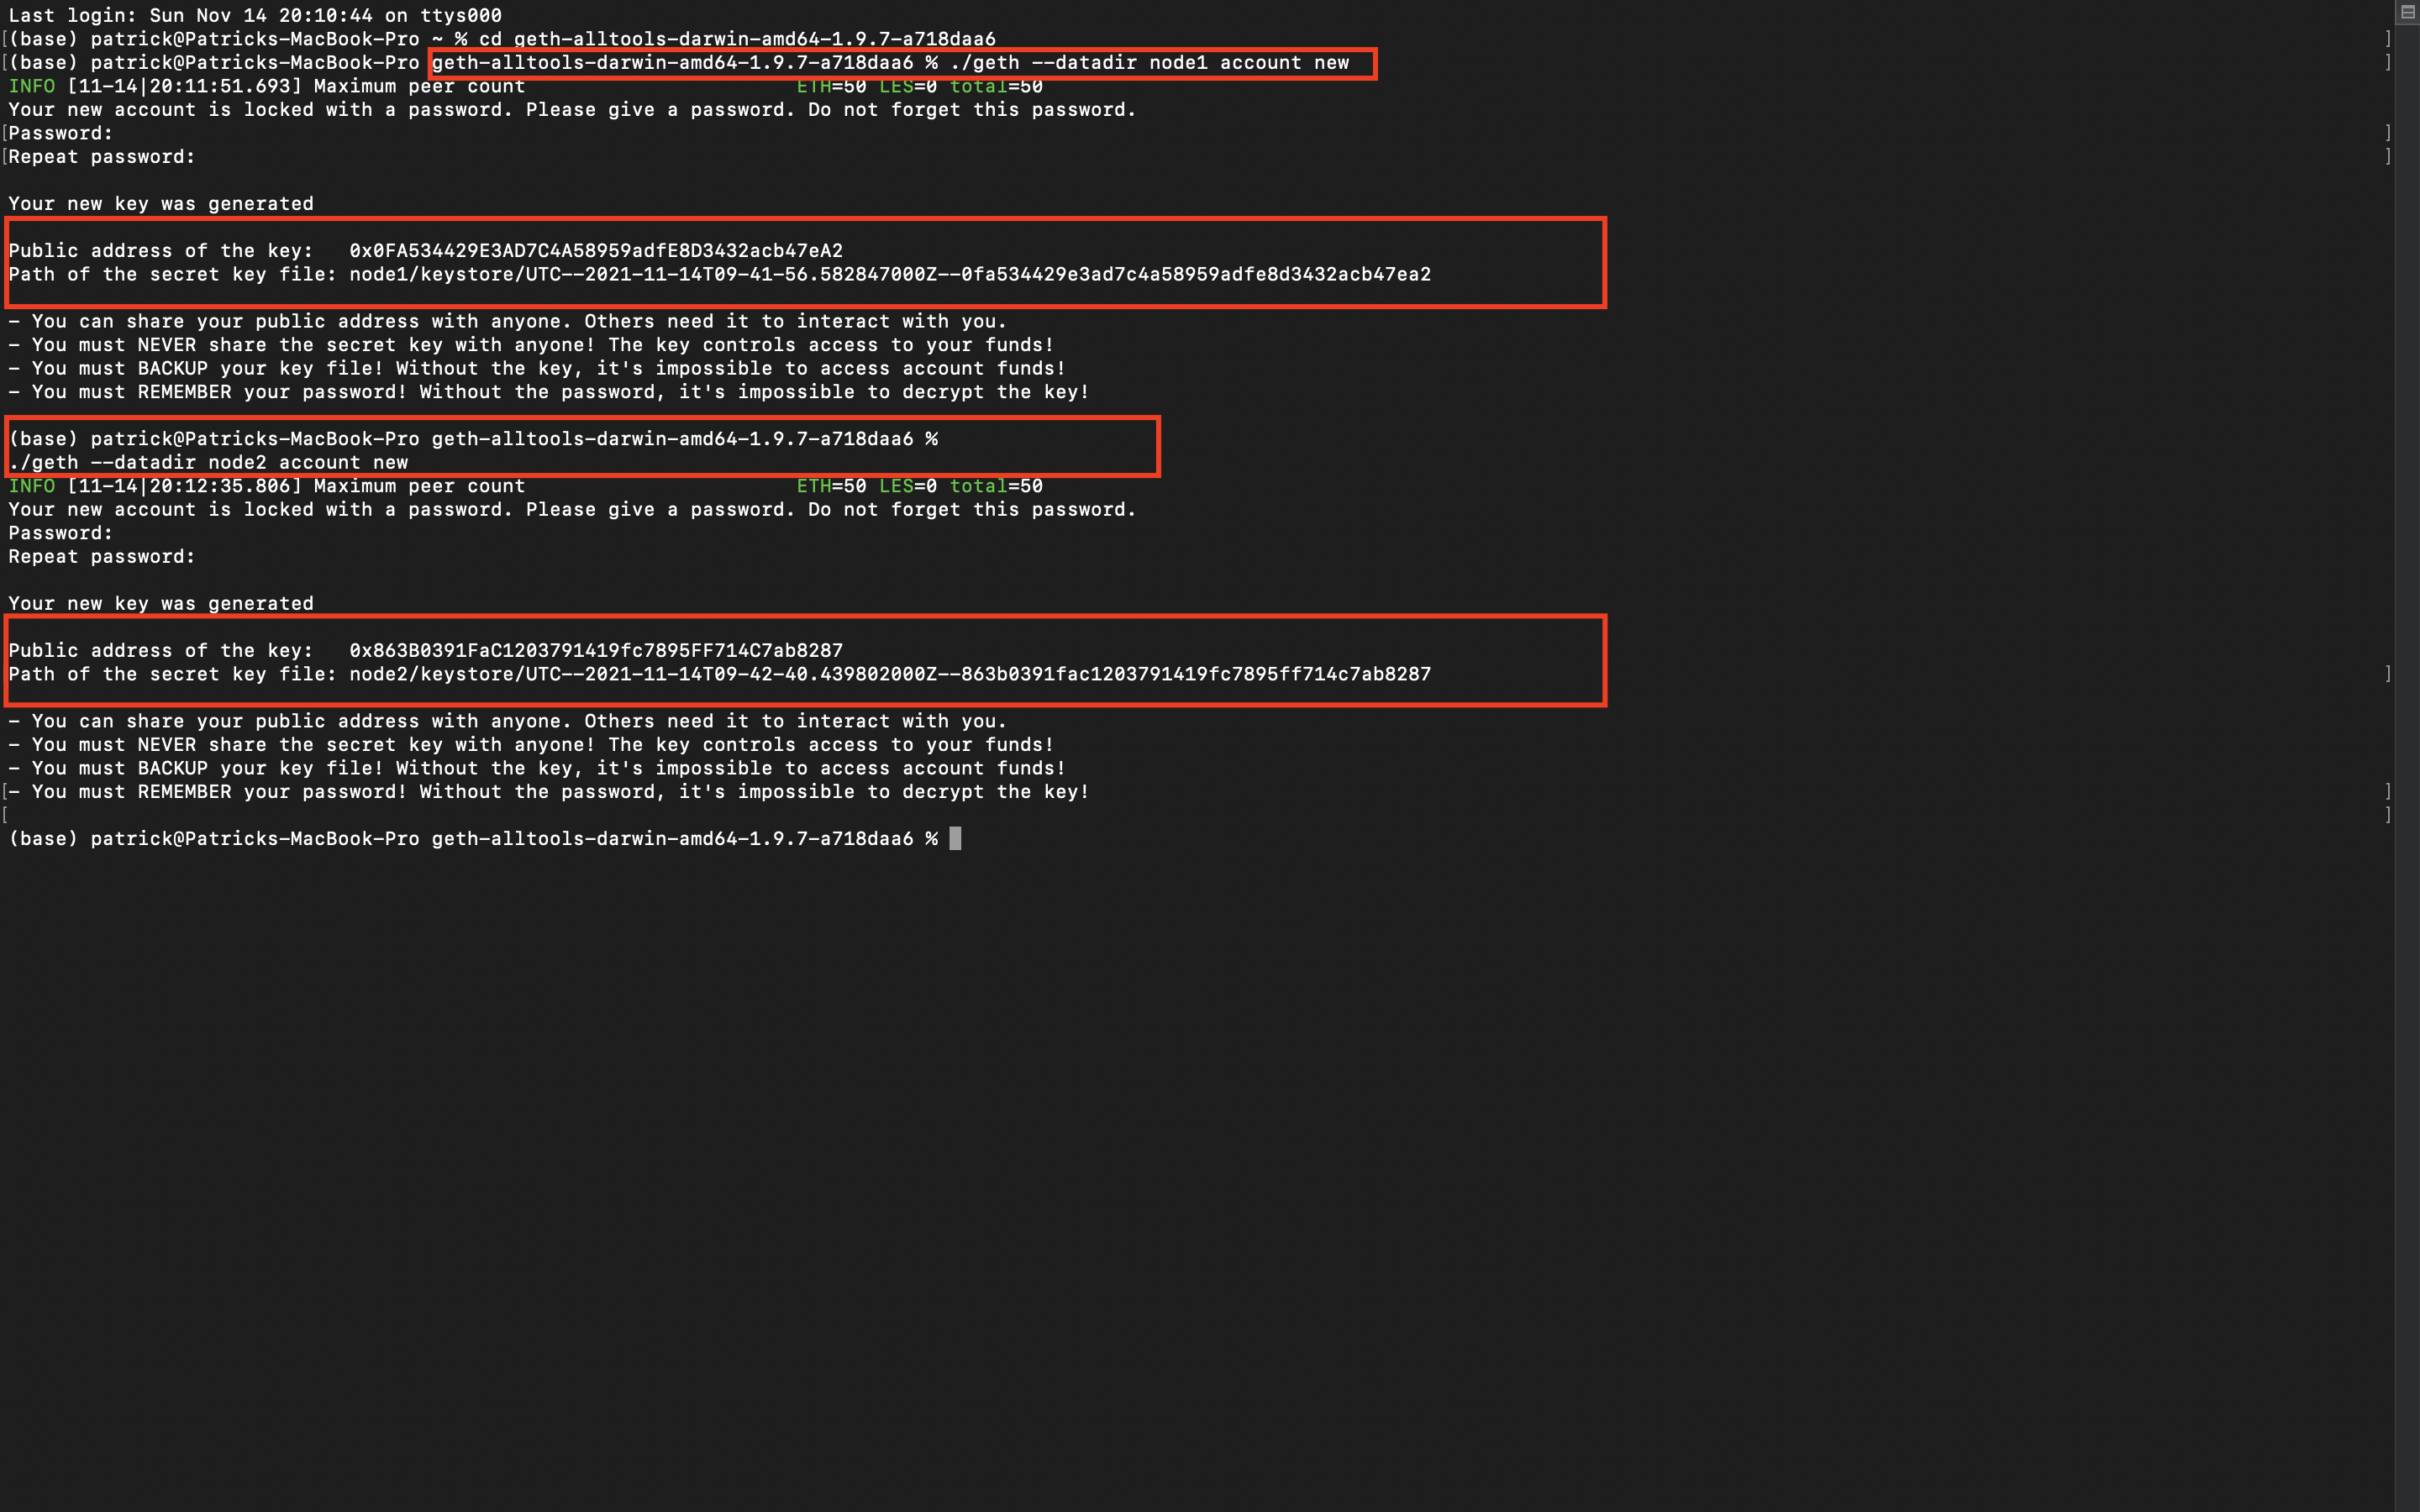 Last login: Sun Nov 14 20:10:44 on ttys000
[(base) patrick@Patricks-MacBook-Pro ~ % cd geth-alltools-darwin-amd64-1.9.7-a718daa6 ]
[(base) patrick@Patricks-MacBook-Pro geth-alltools-darwin-amd64-1.9.7-a718daa6 % ./geth --datadir node1 account new ]
INFO [11-14|20:11:51.693] Maximum peer count ETH=50 LES=0 total=50
Your new account is locked with a password. Please give a password. Do not forget this password.
[Password: ]
[Repeat password: ]
Your new key was generated
Public address of the key: 0x0FA534429E3AD7C4A58959adfE8D3432acb47eA2
Path of the secret key file: node1/keystore/UTC--2021-11-14T09-41-56.582847000Z--0fa534429e3ad7c4a58959adfe8d3432acb47ea2
- You can share your public address with anyone. Others need it to interact with you.
- You must NEVER share the secret key with anyone! The key controls access to your funds!
- You must BACKUP your key file! Without the key, it's impossible to access account funds!
- You must REMEMBER your password! Without the password, it's impossible to decrypt the key!
(base) patrick@Patricks-MacBook-Pro geth-alltools-darwin-amd64-1.9.7-a718daa6 %
./geth --datadir node2 account new
INFO [11-14|20:12:35.806] Maximum peer count ETH=50 LES=0 total=50
Your new account is locked with a password. Please give a password. Do not forget this password.
Password:
Repeat password:
Your new key was generated
Public address of the key: 0x863B0391FaC1203791419fc7895FF714C7ab8287
Path of the secret key file: node2/keystore/UTC--2021-11-14T09-42-40.439802000Z--863b0391fac1203791419fc7895ff714c7ab8287 ]
- You can share your public address with anyone. Others need it to interact with you.
- You must NEVER share the secret key with anyone! The key controls access to your funds!
- You must BACKUP your key file! Without the key, it's impossible to access account funds!
[- You must REMEMBER your password! Without the password, it's impossible to decrypt the key! ]
[ ]
(base) patrick@Patricks-MacBook-Pro geth-alltools-darwin-amd64-1.9.7-a718daa6 %